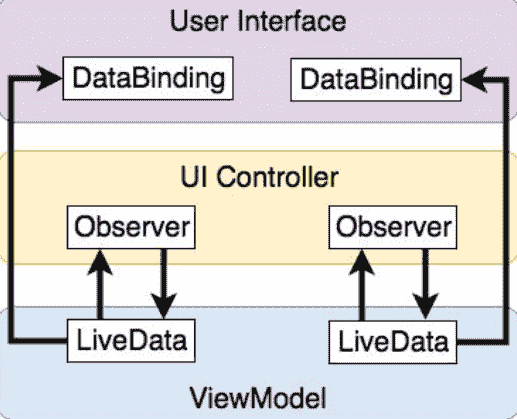 User Interface
DataBinding
DataBinding
UI Controller
Observer
Observer
LiveData
LiveData
ViewModel